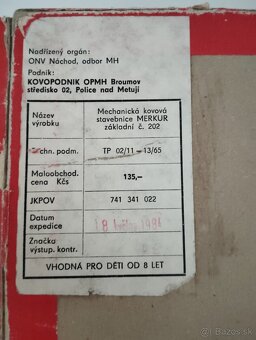 Nadřízený orgán:
ONV Náchod, odbor MH
Podnik:
KOVOPODNIK OPMH Broumov
středisko 02, Police nad Metují
Název výrobku
Mechanická kovová stavebnice MERKUR základní č. 202
chn. podm.
TP 02/11 — 13/65
Maloobchod. cena Kčs
135,—
JKPOV
741 341 022
Datum expedice
18 1984
Značka výstup. kontr.
VHODNÁ PRO DĚTI OD 8 LET
Bazos.sk